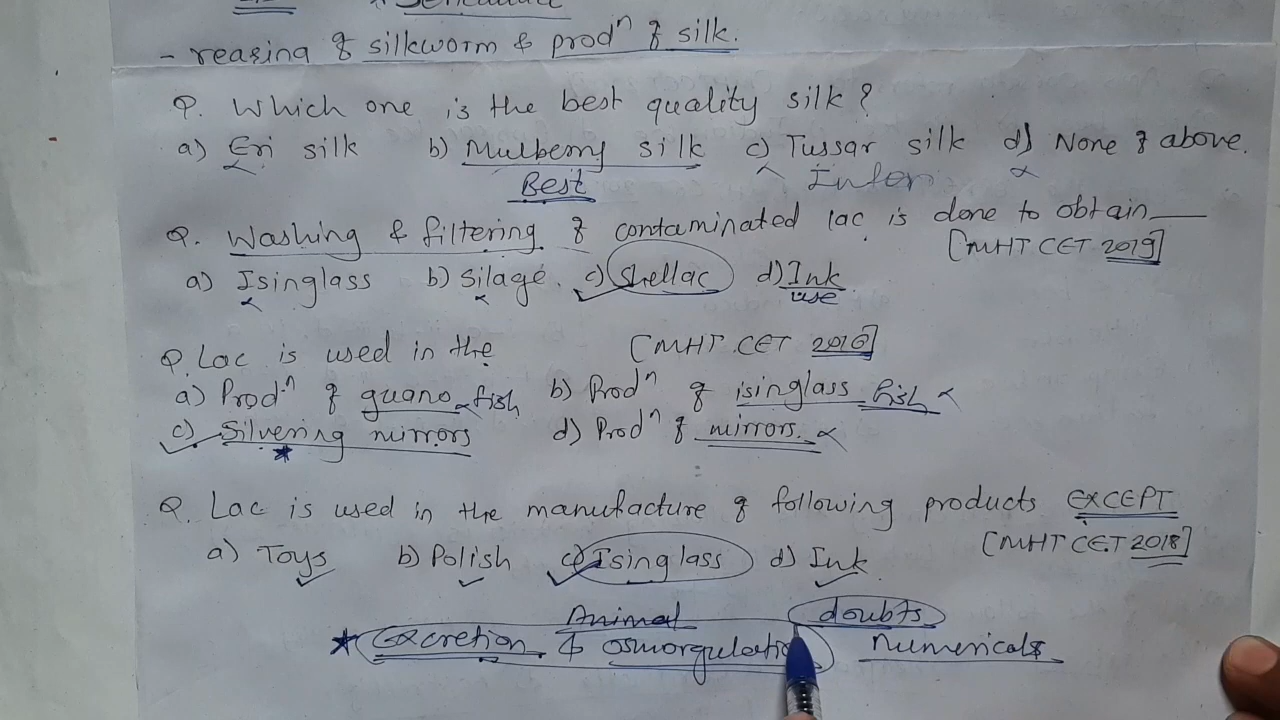 - rearing of silkworm & prodⁿ of silk.
Q. Which one is the best quality silk?
a) Eri silk b) Mulberry silk c) Tussar silk d) None of above.
Best
Q. Washing & filtering of contaminated lac is done to obtain ___
[MHT CET 2019]
a) Isinglass b) Silage. c) Shellac d) Ink
use
Q. Lac is used in the [MHT CET 2016]
a) Prodⁿ of guano fish b) Prodⁿ of isinglass fish
c) Silvering mirrors d) Prodⁿ of mirrors.
Q. Lac is used in the manufacture of following products EXCEPT
[MHT CET 2018]
a) Toys b) Polish c) Isinglass d) Ink
Animal doubts
* Excretion & osmorgulatio numericals